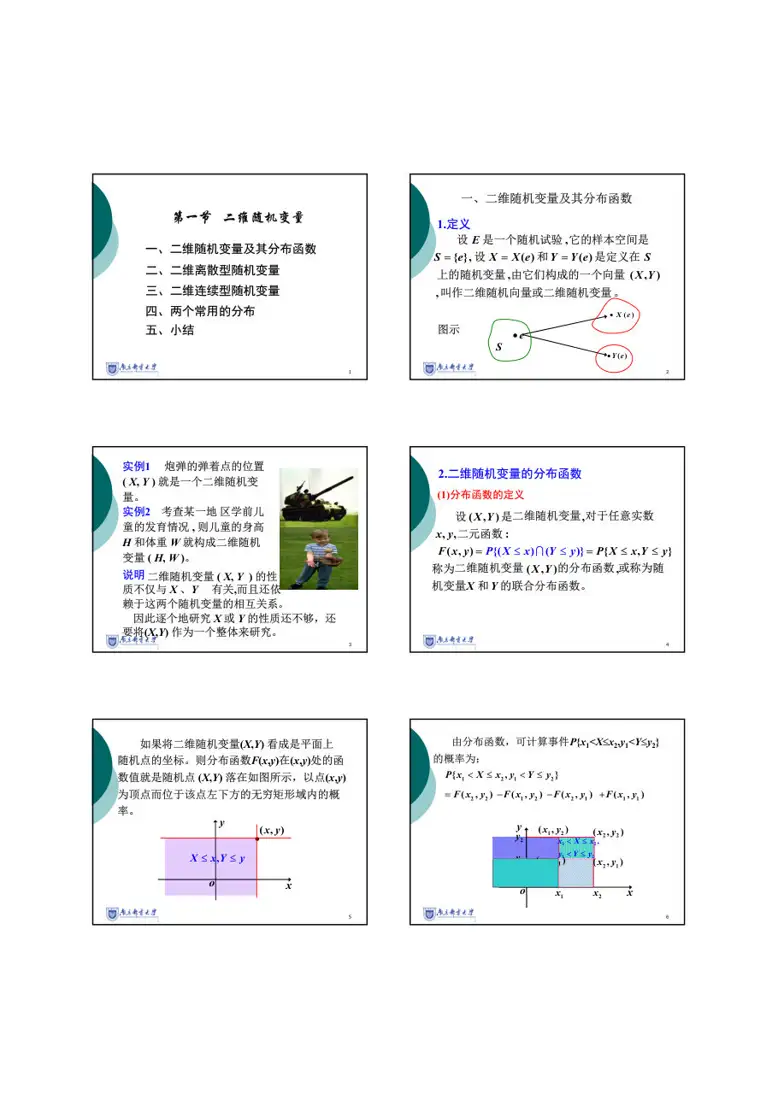 第一节 二维随机变量
一、二维随机变量及其分布函数
二、二维离散型随机变量
三、二维连续型随机变量
四、两个常用的分布
五、小结
1
一、二维随机变量及其分布函数
1.定义
设 E 是一个随机试验 ,它的样本空间是
S = {e}, 设 X = X(e) 和 Y = Y(e) 是定义在 S
上的随机变量 ,由它们构成的一个向量 (X,Y)
,叫作二维随机向量或二维随机变量 。
图示
S
e
X(e)
Y(e)
2
实例1 炮弹的弹着点的位置
( X, Y ) 就是一个二维随机变
量。
实例2 考查某一地 区学前儿
童的发育情况 , 则儿童的身高
H 和体重 W 就构成二维随机
变量 ( H, W )。
说明 二维随机变量 ( X, Y ) 的性
质不仅与 X 、Y 有关,而且还依
赖于这两个随机变量的相互关系。
因此逐个地研究 X 或 Y 的性质还不够，还
要将(X,Y) 作为一个整体来研究。
3
2.二维随机变量的分布函数
(1)分布函数的定义
设 (X,Y) 是二维随机变量,对于任意实数
x, y,二元函数 :
F(x, y) = P{(X ≤ x)⋂(Y ≤ y)} = P{X ≤ x,Y ≤ y}
称为二维随机变量 (X,Y)的分布函数,或称为随
机变量X 和 Y 的联合分布函数。
4
如果将二维随机变量(X,Y) 看成是平面上
随机点的坐标。则分布函数F(x,y)在(x,y)处的函
数值就是随机点 (X,Y) 落在如图所示，以点(x,y)
为顶点而位于该点左下方的无穷矩形域内的概
率。
y
(x, y)
X ≤ x,Y ≤ y
o
x
5
由分布函数，可计算事件P{x₁<X≤x₂,y₁<Y≤y₂}
的概率为:
P{x₁ < X ≤ x₂, y₁ < Y ≤ y₂}
= F(x₂, y₂) −F(x₁, y₂) −F(x₂, y₁) +F(x₁, y₁)
y
(x₁, y₂)
(x₂, y₂)
y₂
x₁ < X ≤ x₂,
y₁ < Y ≤ y₂
(x₂, y₁)
o
x₁
x₂
x
6